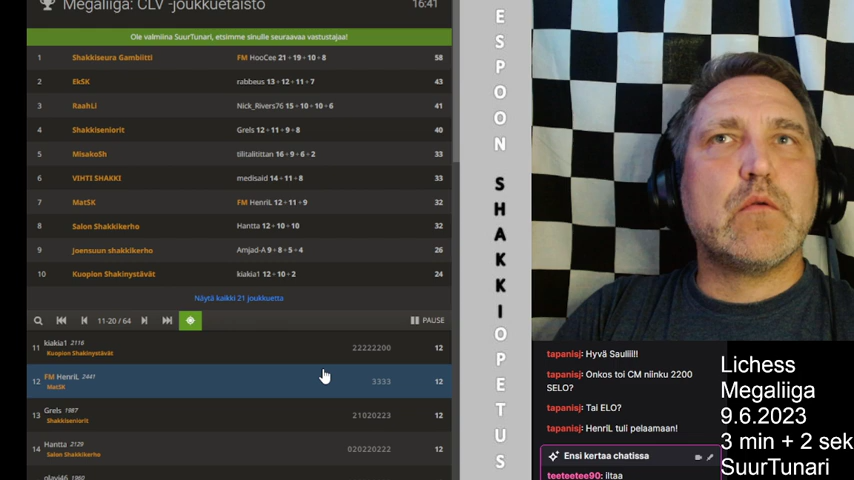 Megaliiga: CLV -joukkuetaisto 16:41
Ole valmiina SuurTunari, etsimme sinulle seuraavaa vastustajaa!
1 Shakkiseura Gambiitti FM HooCee 21 + 19 + 10 + 8 58
2 EkSK rabbeus 13 + 12 + 11 + 7 43
3 RaahLi Nick_Rivers76 15 + 10 + 10 + 6 41
4 Shakkiseniorit Grels 12 + 11 + 9 + 8 40
5 MisakoSh tilitalitittan 16 + 9 + 6 + 2 33
6 VIHTI SHAKKI medisaid 14 + 11 + 8 33
7 MatSK FM HenriL 12 + 11 + 9 32
8 Salon Shakkikerho Hantta 12 + 10 + 10 32
9 Joensuun shakkikerho Amjad-A 9 + 8 + 5 + 4 26
10 Kuopion Shakinystävät kiakia1 12 + 10 + 2 24
Näytä kaikki 21 joukkuetta
11-20 / 64 PAUSE
11 kiakia1 2116 22222200 12
Kuopion Shakinystävät
12 FM HenriL 2441 3333 12
MatSK
13 Grels 1987 21020223 12
Shakkiseniorit
14 Hantta 2129 020220222 12
Salon Shakkikerho
olavi46 1960
ESPOON
SHAKKI
OPETUS
tapanisj: Hyvä Sauliii!!
tapanisj: Onkos toi CM niinku 2200
SELO?
tapanisj: Tai ELO?
tapanisj: HenriL tuli pelaamaan!
Ensi kertaa chatissa
teeteetee90: iltaa
Lichess
Megaliiga
9.6.2023
3 min + 2 sek
SuurTunari